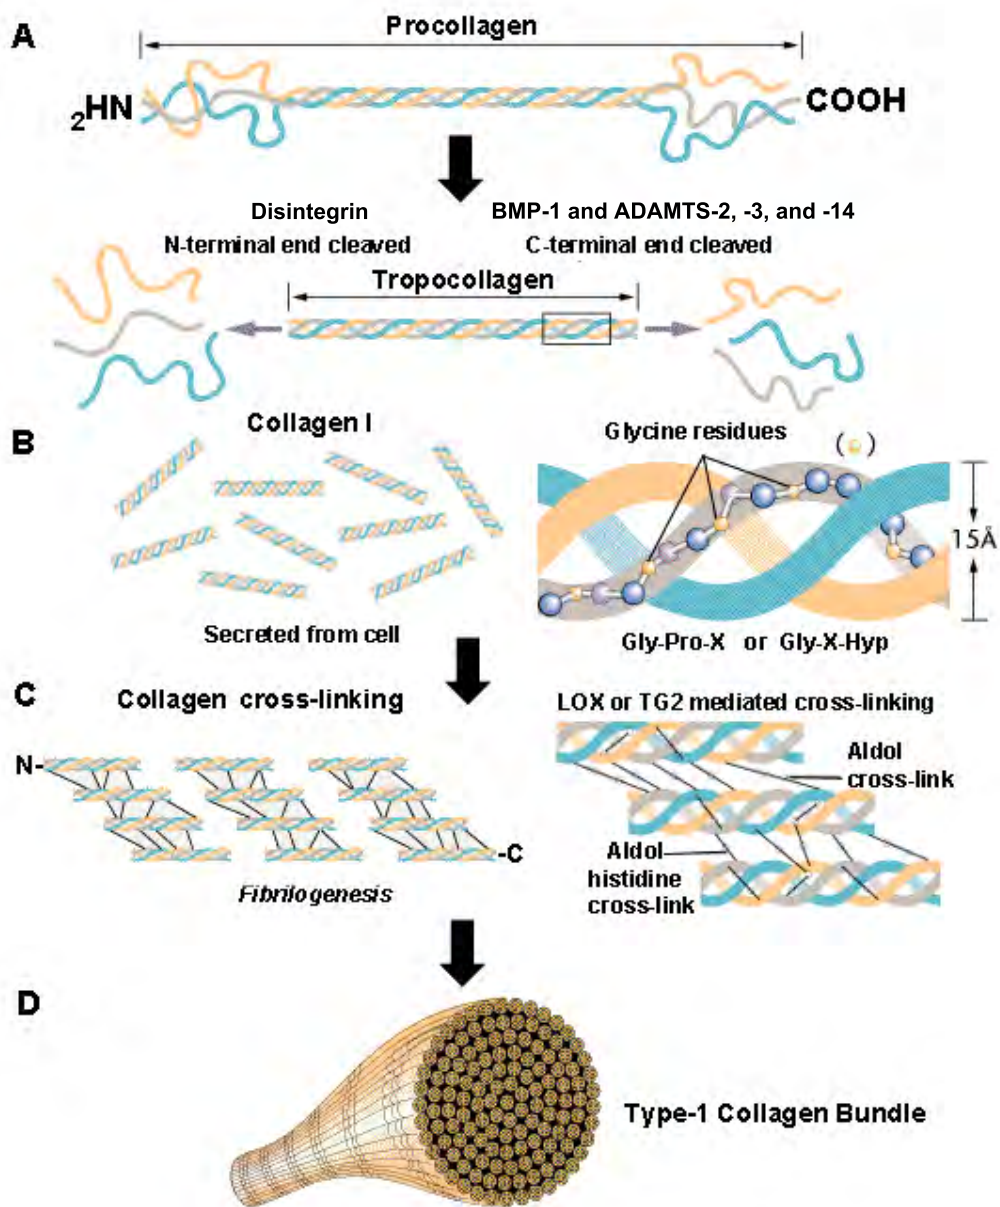 A
Procollagen
2HN
COOH
Disintegrin
BMP-1 and ADAMTS-2, -3, and -14
N-terminal end cleaved
C-terminal end cleaved
Tropocollagen
B
Collagen I
Glycine residues
( )
15Å
Secreted from cell
Gly-Pro-X or Gly-X-Hyp
C
Collagen cross-linking
LOX or TG2 mediated cross-linking
N-
-C
Aldol
cross-link
Aldol
histidine
cross-link
Fibrilogenesis
D
Type-1 Collagen Bundle